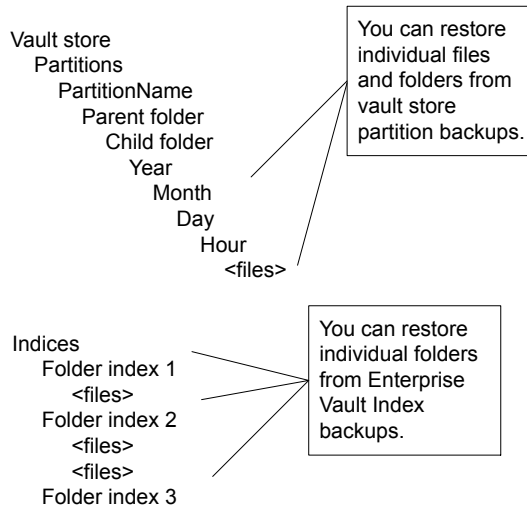 Vault store
Partitions
PartitionName
Parent folder
Child folder
Year
Month
Day
Hour
<files>
You can restore
individual files
and folders from
vault store
partition backups.
Indices
Folder index 1
<files>
Folder index 2
<files>
<files>
Folder index 3
You can restore
individual folders
from Enterprise
Vault Index
backups.